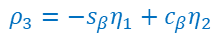 ρ₃ = −s_β η₁ + c_β η₂